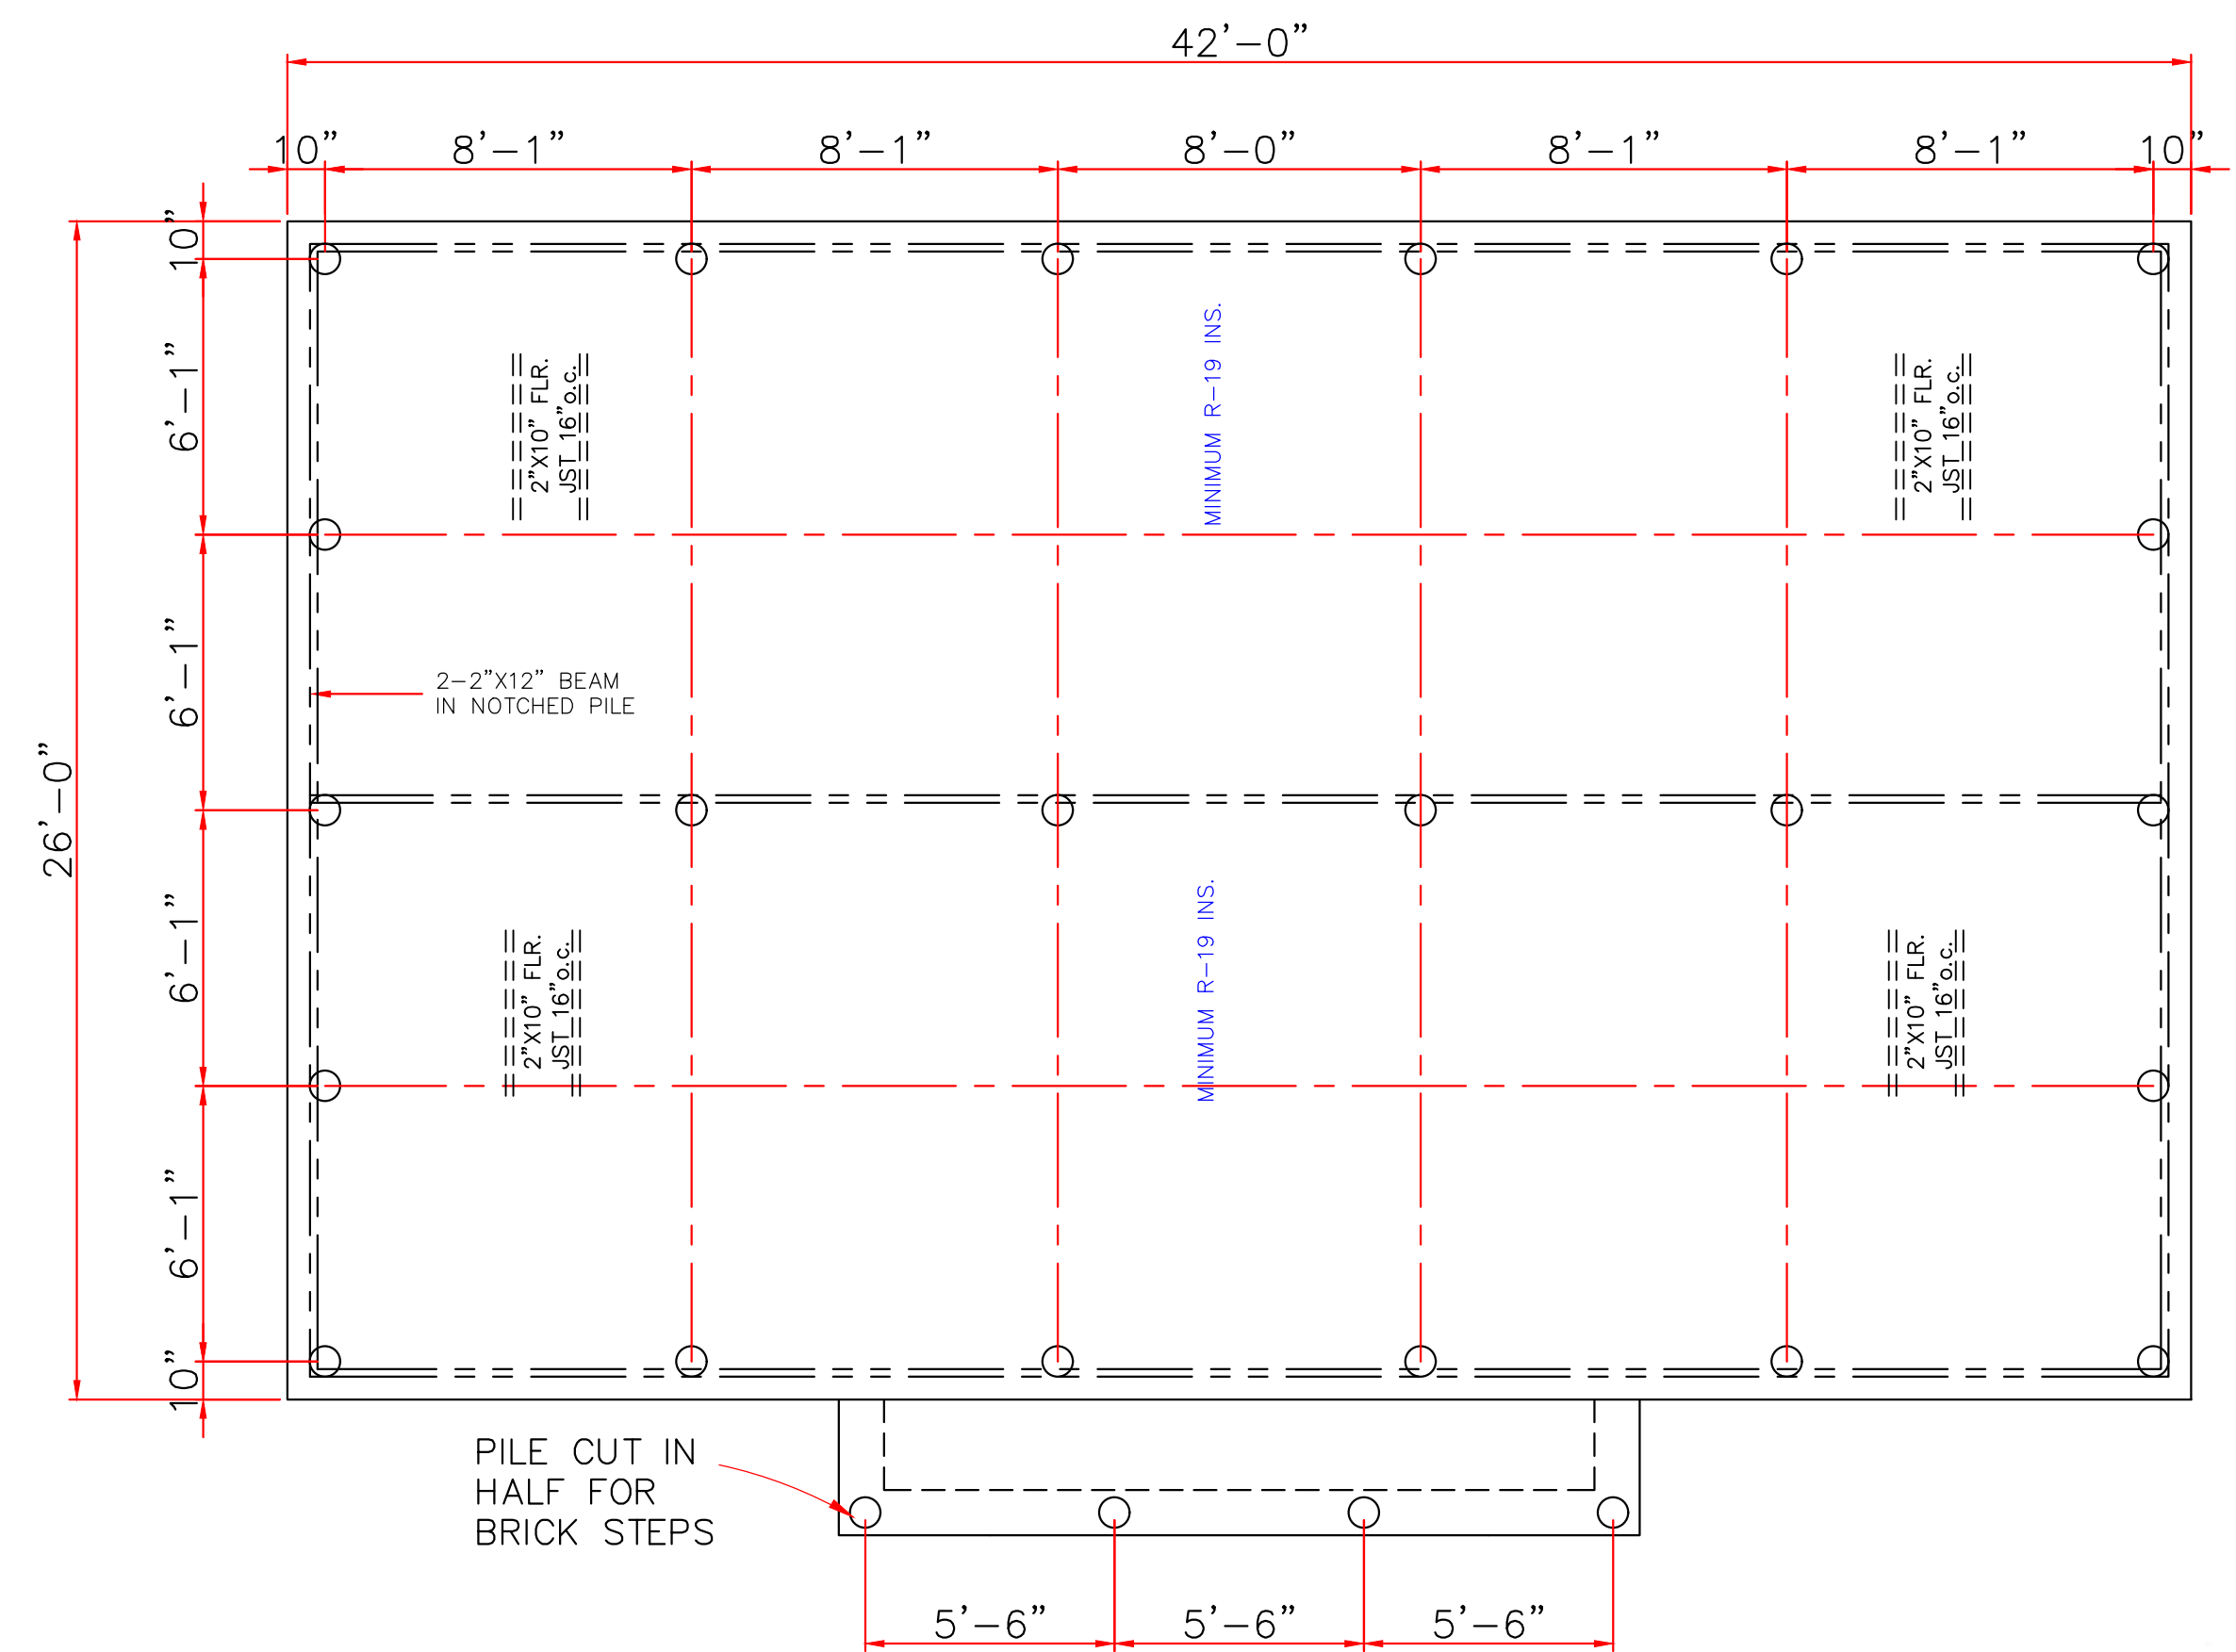 42'-0"
10" 8'-1" 8'-1" 8'-0" 8'-1" 8'-1" 10"
10"
6'-1"
6'-1"
6'-1"
6'-1"
10"
26'-0"
2"X10" FLR.
JST 16"o.c.
MINIMUM R-19 INS.
2"X10" FLR.
JST 16"o.c.
2-2"X12" BEAM
IN NOTCHED PILE
2"X10" FLR.
JST 16"o.c.
MINIMUM R-19 INS.
2"X10" FLR.
JST 16"o.c.
PILE CUT IN
HALF FOR
BRICK STEPS
5'-6" 5'-6" 5'-6"